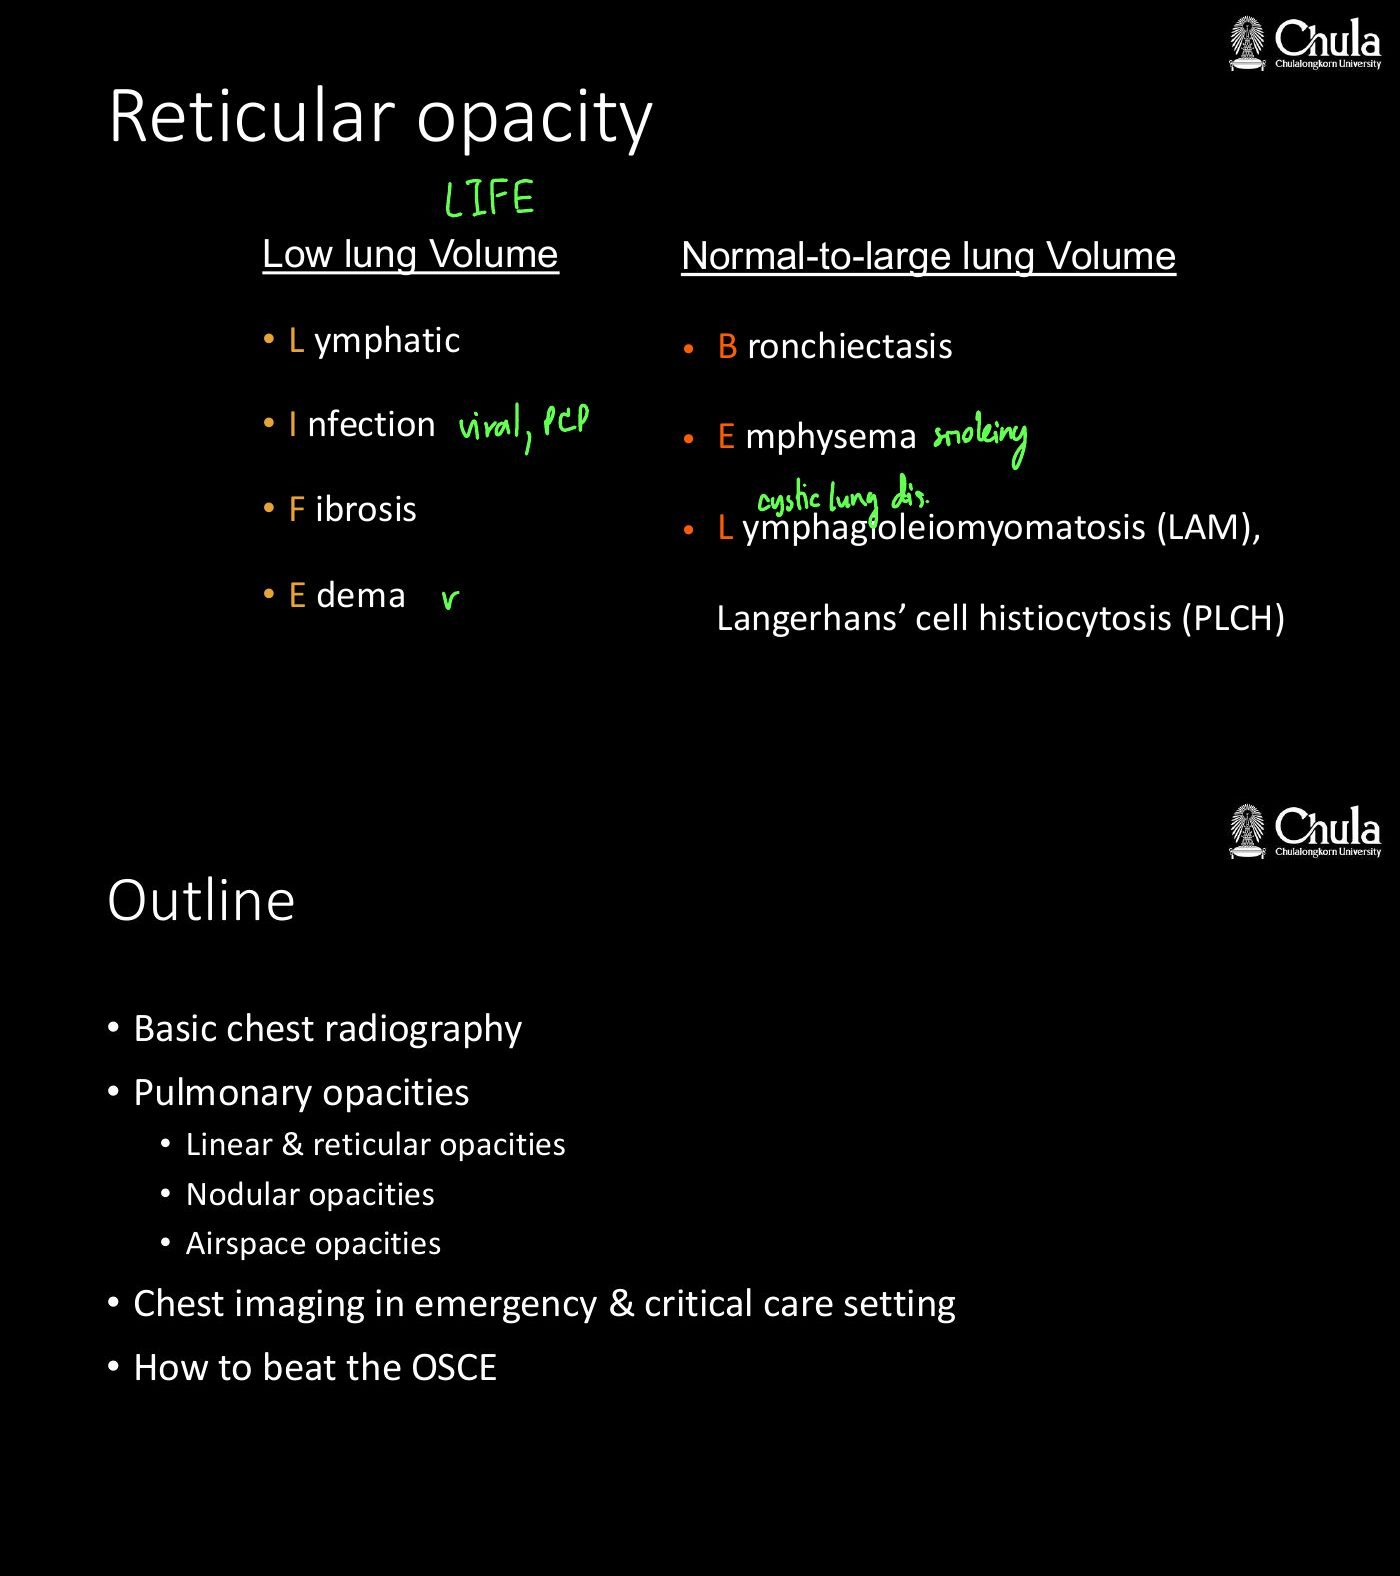 Chula
Chulalongkorn University
Reticular opacity
LIFE
Low lung Volume
• L ymphatic
• I nfection viral, PCP
• F ibrosis
• E dema v
Normal-to-large lung Volume
• B ronchiectasis
• E mphysema smoking
cystic lung dis.
• L ymphagioleiomyomatosis (LAM),
Langerhans’ cell histiocytosis (PLCH)
Chula
Chulalongkorn University
Outline
• Basic chest radiography
• Pulmonary opacities
• Linear & reticular opacities
• Nodular opacities
• Airspace opacities
• Chest imaging in emergency & critical care setting
• How to beat the OSCE